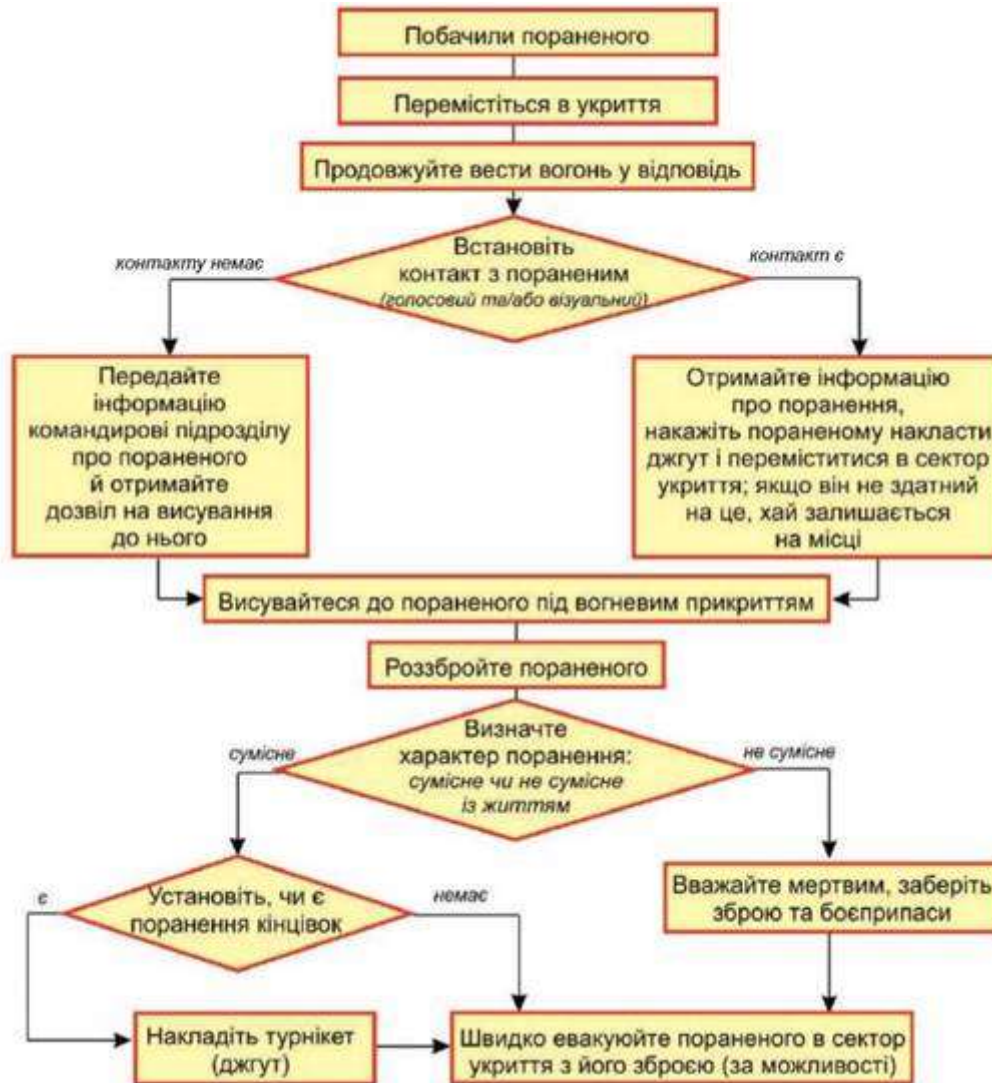 Побачили пораненого
Перемістіться в укриття
Продовжуйте вести вогонь у відповідь
Встановіть
контакт з пораненим
(голосовий та/або візуальний)
контакту немає
контакт є
Передайте
інформацію
командирові підрозділу
про пораненого
й отримайте
дозвіл на висування
до нього
Отримайте інформацію
про поранення,
накажіть пораненому накласти
джгут і переміститися в сектор
укриття; якщо він не здатний
на це, хай залишається
на місці
Висувайтеся до пораненого під вогневим прикриттям
Роззбройте пораненого
Визначте
характер поранення:
сумісне чи не сумісне
із життям
сумісне
не сумісне
Установіть, чи є
поранення кінцівок
є
немає
Вважайте мертвим, заберіть
зброю та боєприпаси
Накладіть турнікет
(джгут)
Швидко евакуюйте пораненого в сектор
укриття з його зброєю (за можливості)